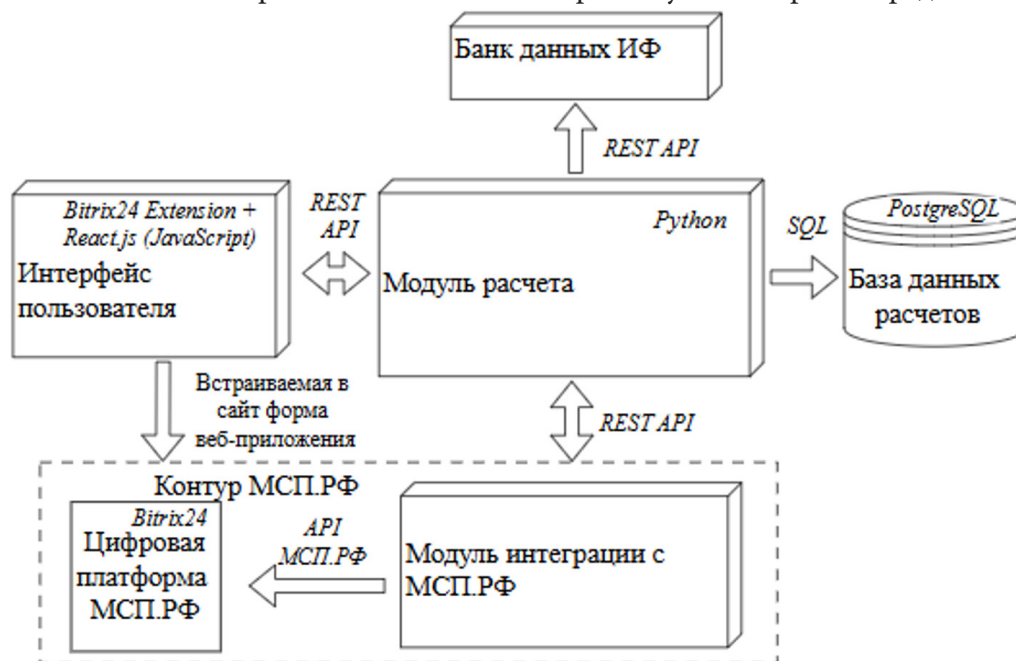 Банк данных ИФ
REST API
Bitrix24 Extension +
React.js (JavaScript)
Интерфейс
пользователя
REST
API
Python
Модуль расчета
SQL
PostgreSQL
База данных
расчетов
Встраиваемая в
сайт форма
веб-приложения
REST API
Контур МСП.РФ
Bitrix24
Цифровая
платформа
МСП.РФ
API
МСП.РФ
Модуль интеграции с
МСП.РФ